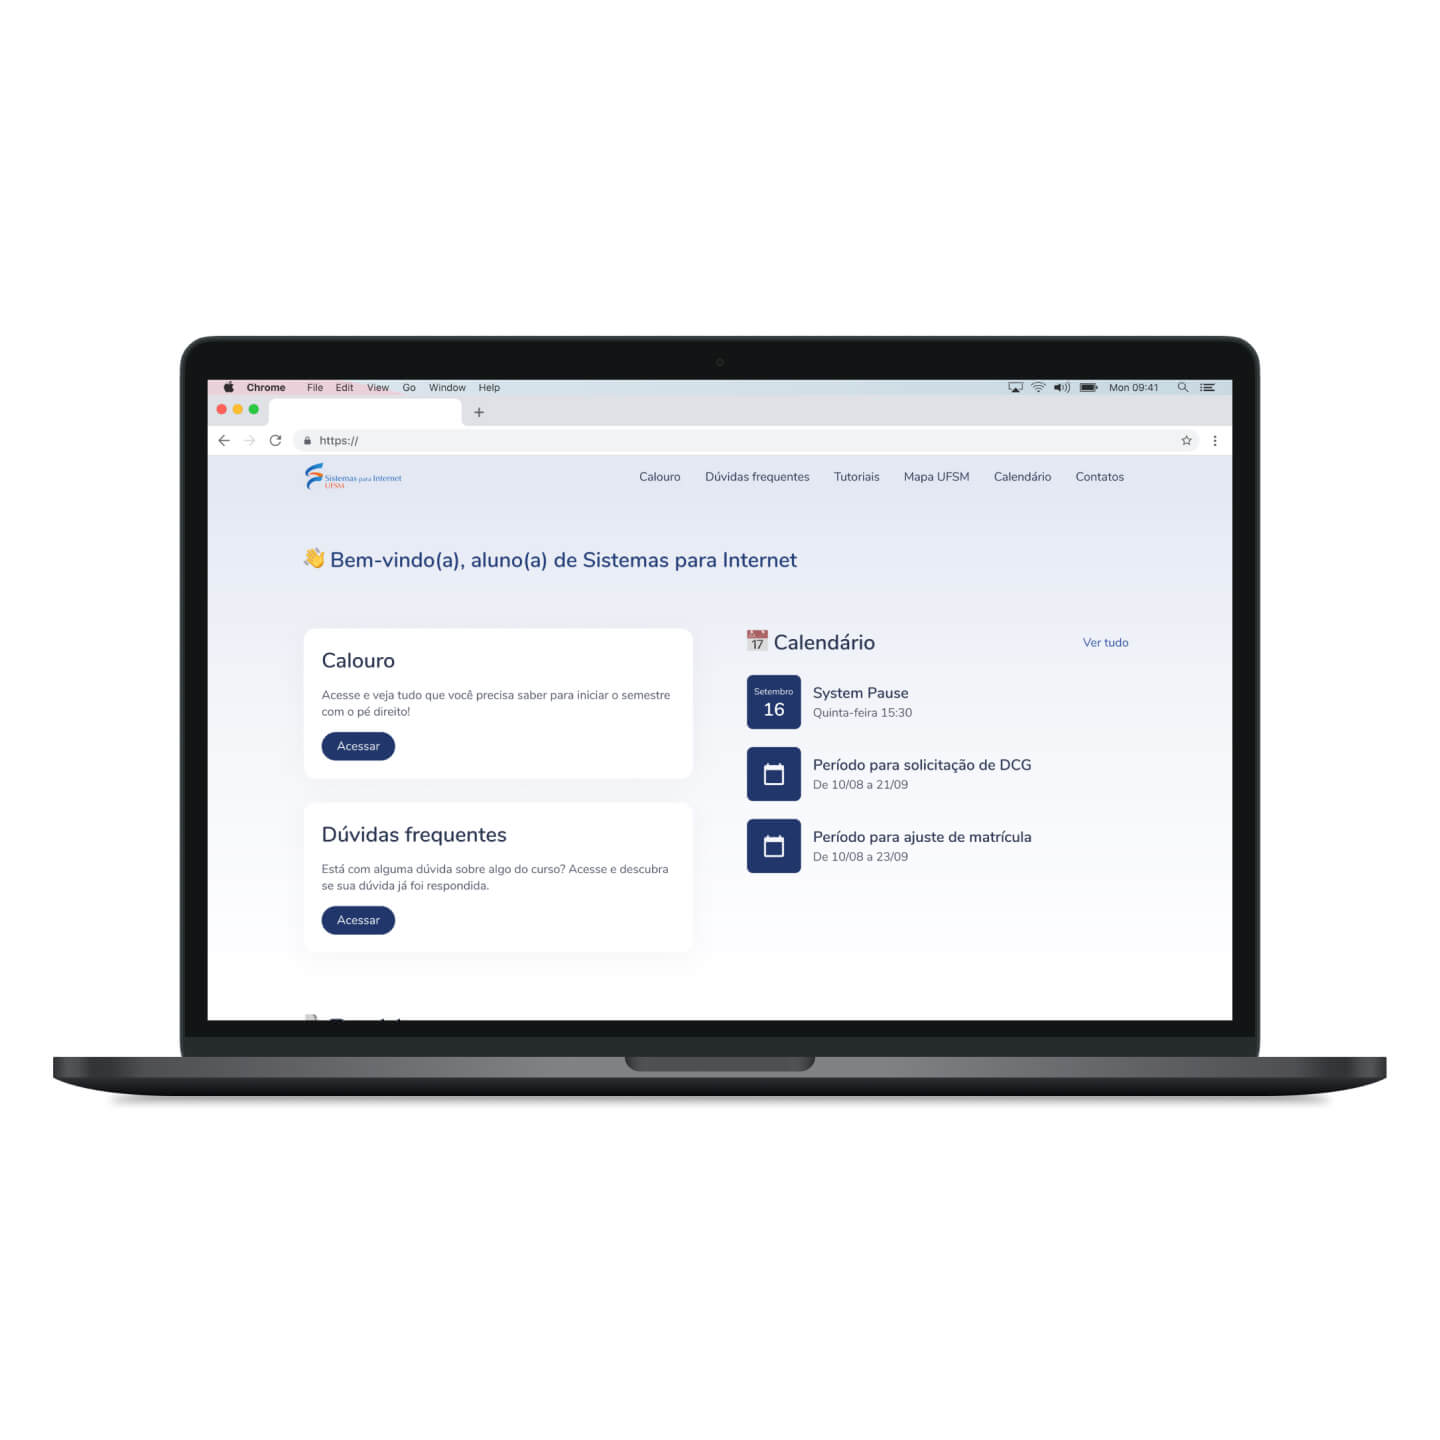 Chrome File Edit View Go Window Help Mon 09:41
https://
Sistemas para Internet
UFSM
Calouro Dúvidas frequentes Tutoriais Mapa UFSM Calendário Contatos
Bem-vindo(a), aluno(a) de Sistemas para Internet
Calouro
Acesse e veja tudo que você precisa saber para iniciar o semestre
com o pé direito!
Acessar
Dúvidas frequentes
Está com alguma dúvida sobre algo do curso? Acesse e descubra
se sua dúvida já foi respondida.
Acessar
17 Calendário Ver tudo
Setembro
16
System Pause
Quinta-feira 15:30
Período para solicitação de DCG
De 10/08 a 21/09
Período para ajuste de matrícula
De 10/08 a 23/09